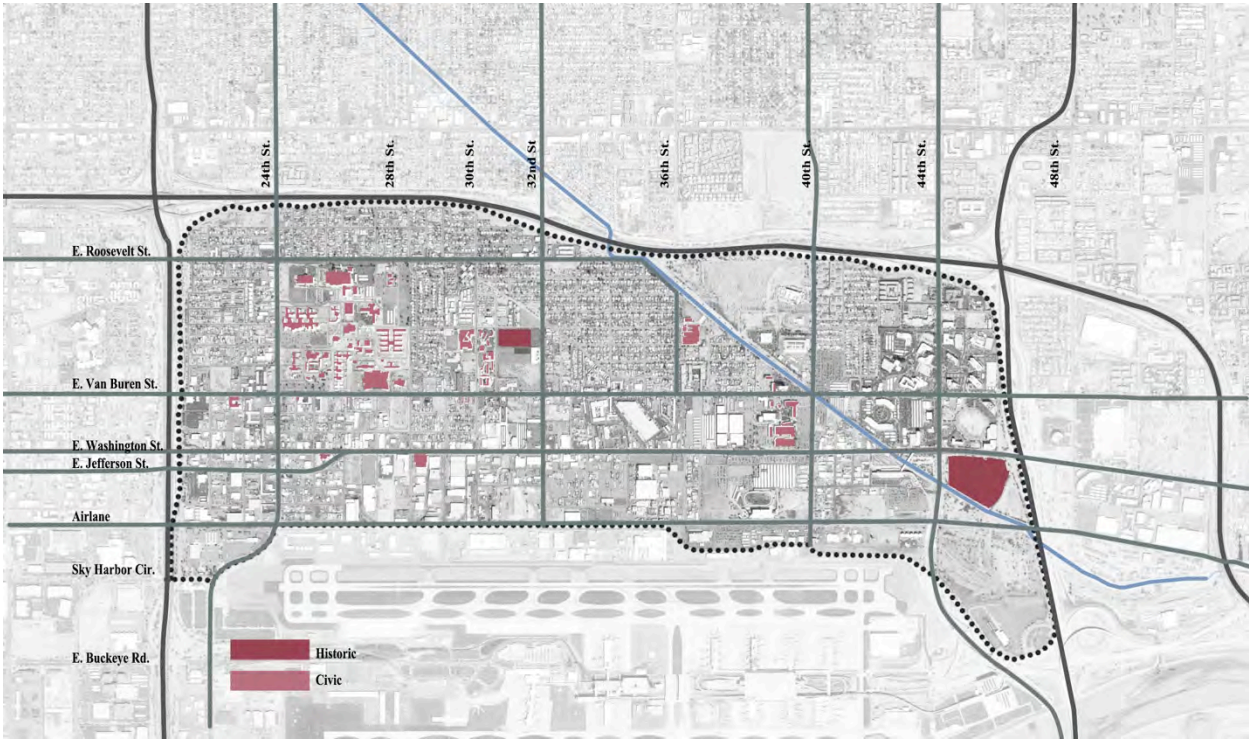 24th St.
28th St.
30th St.
32nd St
36th St.
40th St.
44th St.
48th St.
E. Roosevelt St.
E. Van Buren St.
E. Washington St.
E. Jefferson St.
Airlane
Sky Harbor Cir.
E. Buckeye Rd.
Historic
Civic